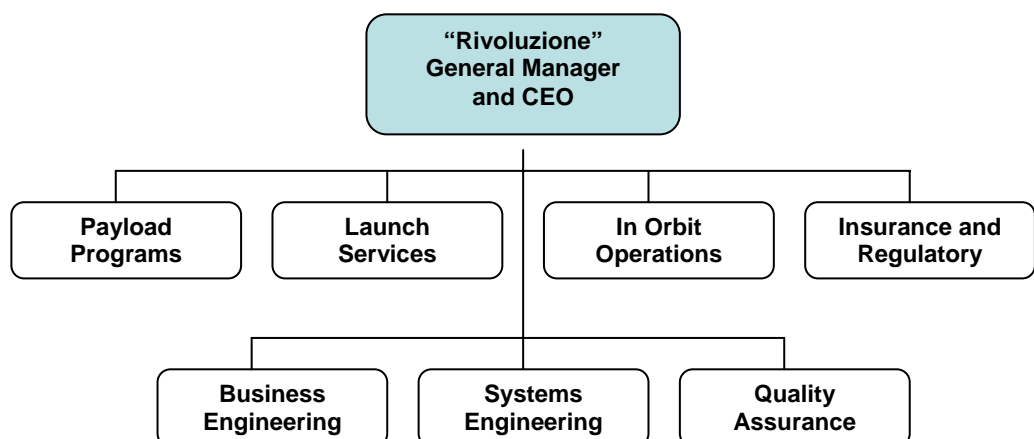 “Rivoluzione”
General Manager
and CEO
Payload
Programs
Launch
Services
In Orbit
Operations
Insurance and
Regulatory
Business
Engineering
Systems
Engineering
Quality
Assurance